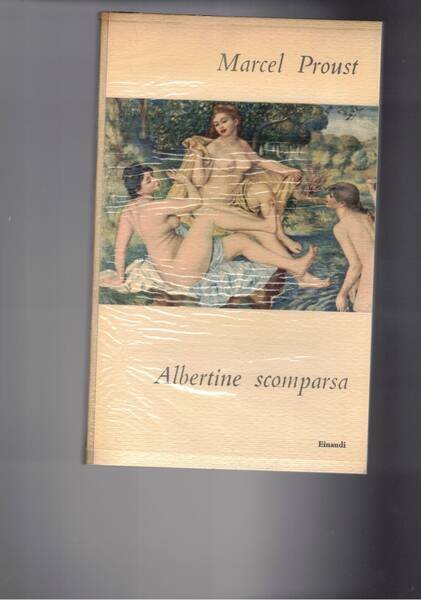 Marcel Proust
Albertine scomparsa
Einaudi